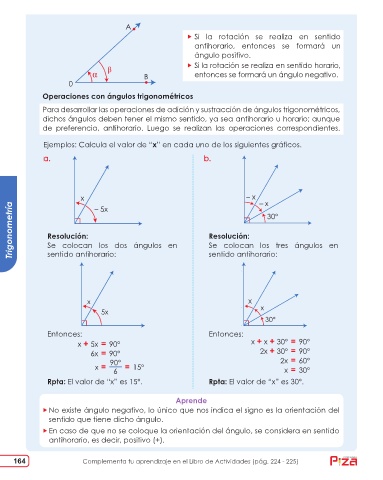 A
Si la rotación se realiza en sentido
antihorario, entonces se formará un
ángulo positivo.
Si la rotación se realiza en sentido horario,
entonces se formará un ángulo negativo.
α
β
B
0
Operaciones con ángulos trigonométricos
Para desarrollar las operaciones de adición y sustracción de ángulos trigonométricos,
dichos ángulos deben tener el mismo sentido, ya sea antihorario u horario; aunque
de preferencia, antihorario. Luego se realizan las operaciones correspondientes.
Ejemplos: Calcula el valor de “x” en cada uno de los siguientes gráficos.
a.
x
– 5x
Resolución:
Se colocan los dos ángulos en
sentido antihorario:
x
5x
Entonces:
x + 5x = 90°
6x = 90°
x = 90° / 6 = 15°
Rpta: El valor de “x” es 15°.
b.
– x
– x
30°
Resolución:
Se colocan los tres ángulos en
sentido antihorario:
x
x
30°
Entonces:
x + x + 30° = 90°
2x + 30° = 90°
2x = 60°
x = 30°
Rpta: El valor de “x” es 30°.
Aprende
No existe ángulo negativo, lo único que nos indica el signo es la orientación del
sentido que tiene dicho ángulo.
En caso de que no se coloque la orientación del ángulo, se considera en sentido
antihorario, es decir, positivo (+).
Trigonometría
164
Complementa tu aprendizaje en el Libro de Actividades (pág. 224 - 225)